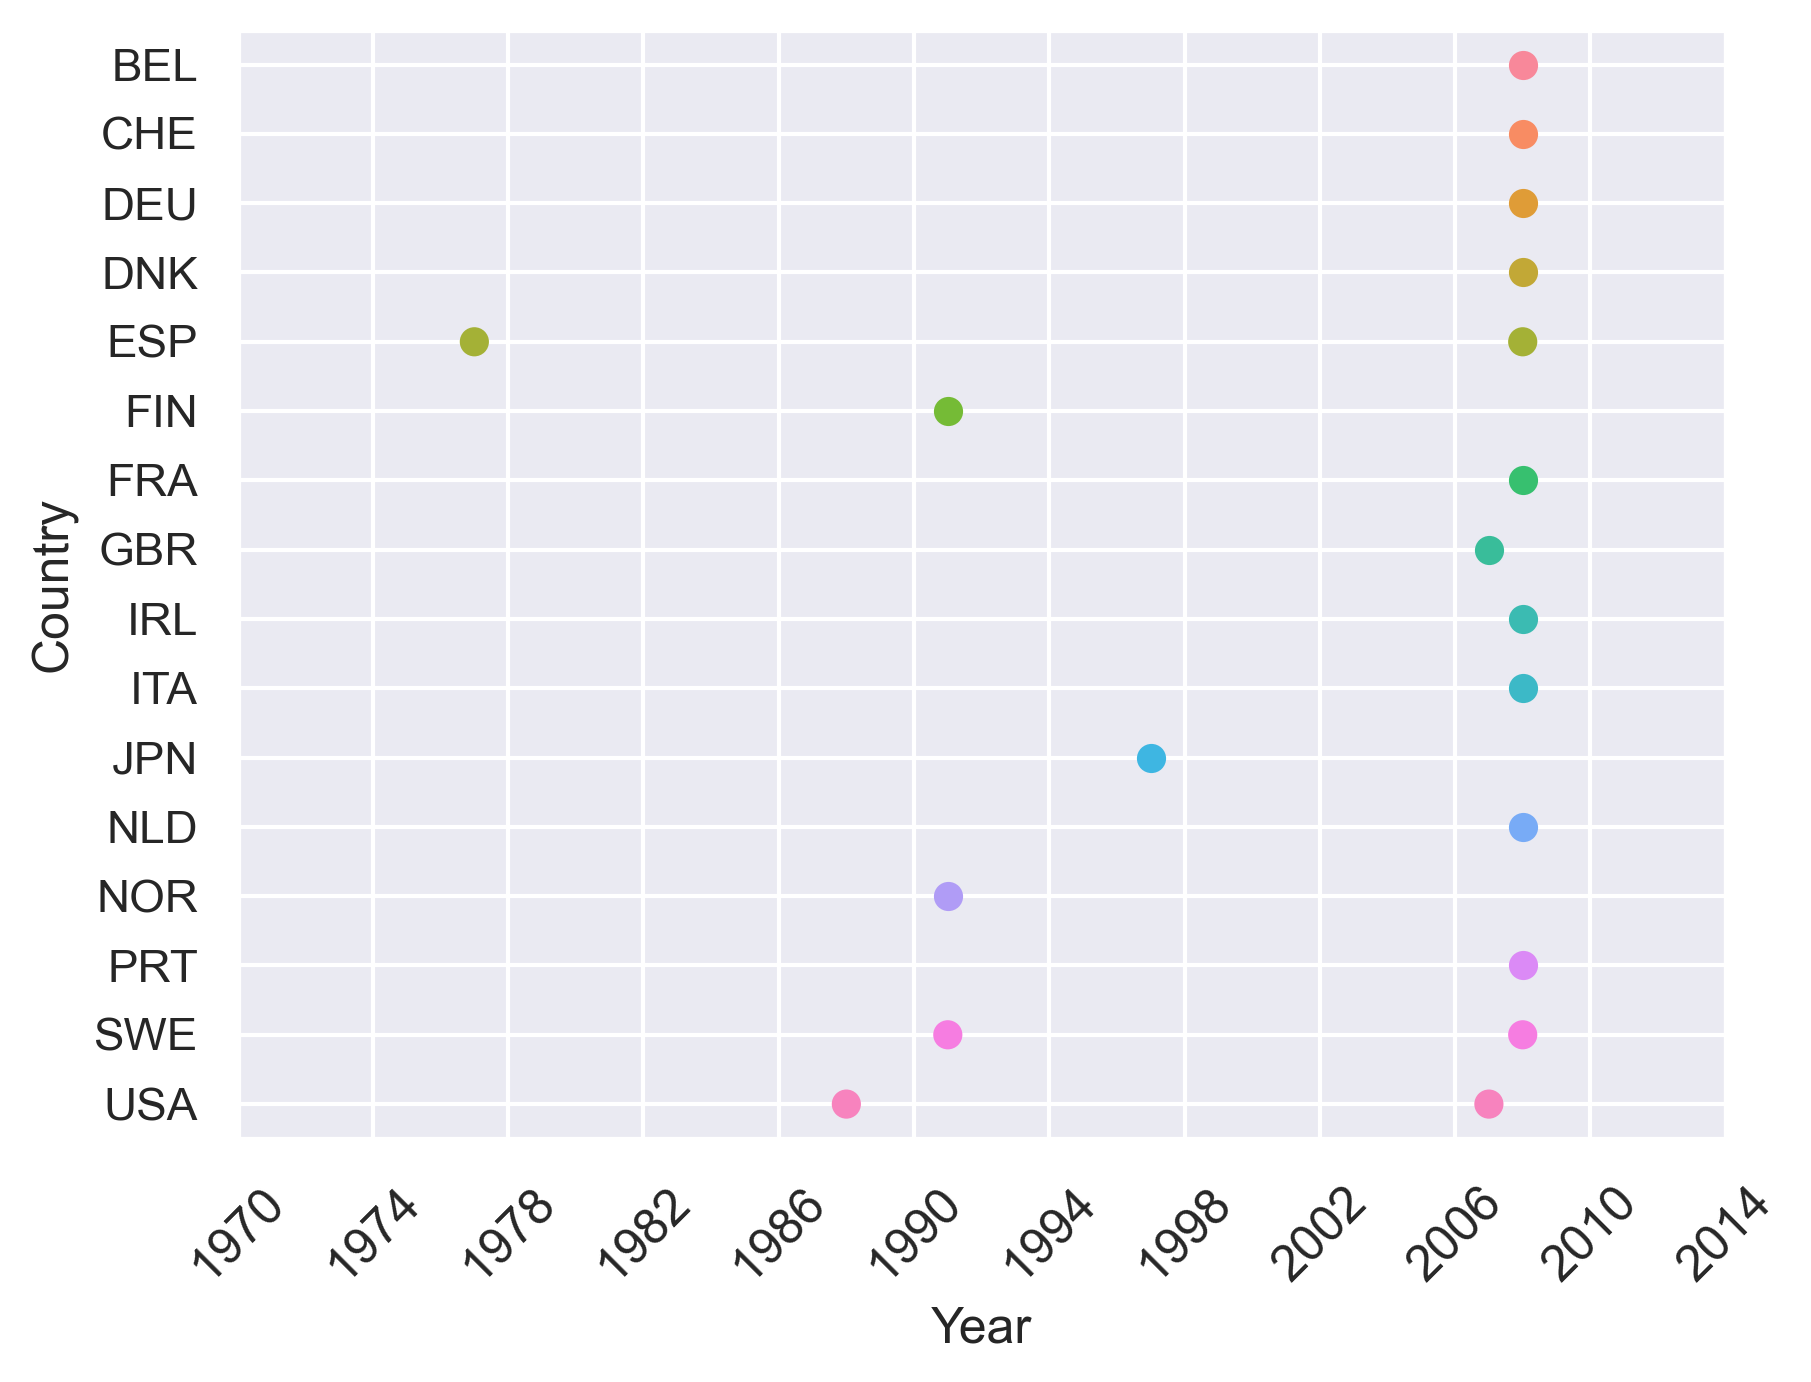 BEL
CHE
DEU
DNK
ESP
FIN
FRA
GBR
IRL
ITA
JPN
NLD
NOR
PRT
SWE
USA
Country
1970 1974 1978 1982 1986 1990 1994 1998 2002 2006 2010 2014
Year